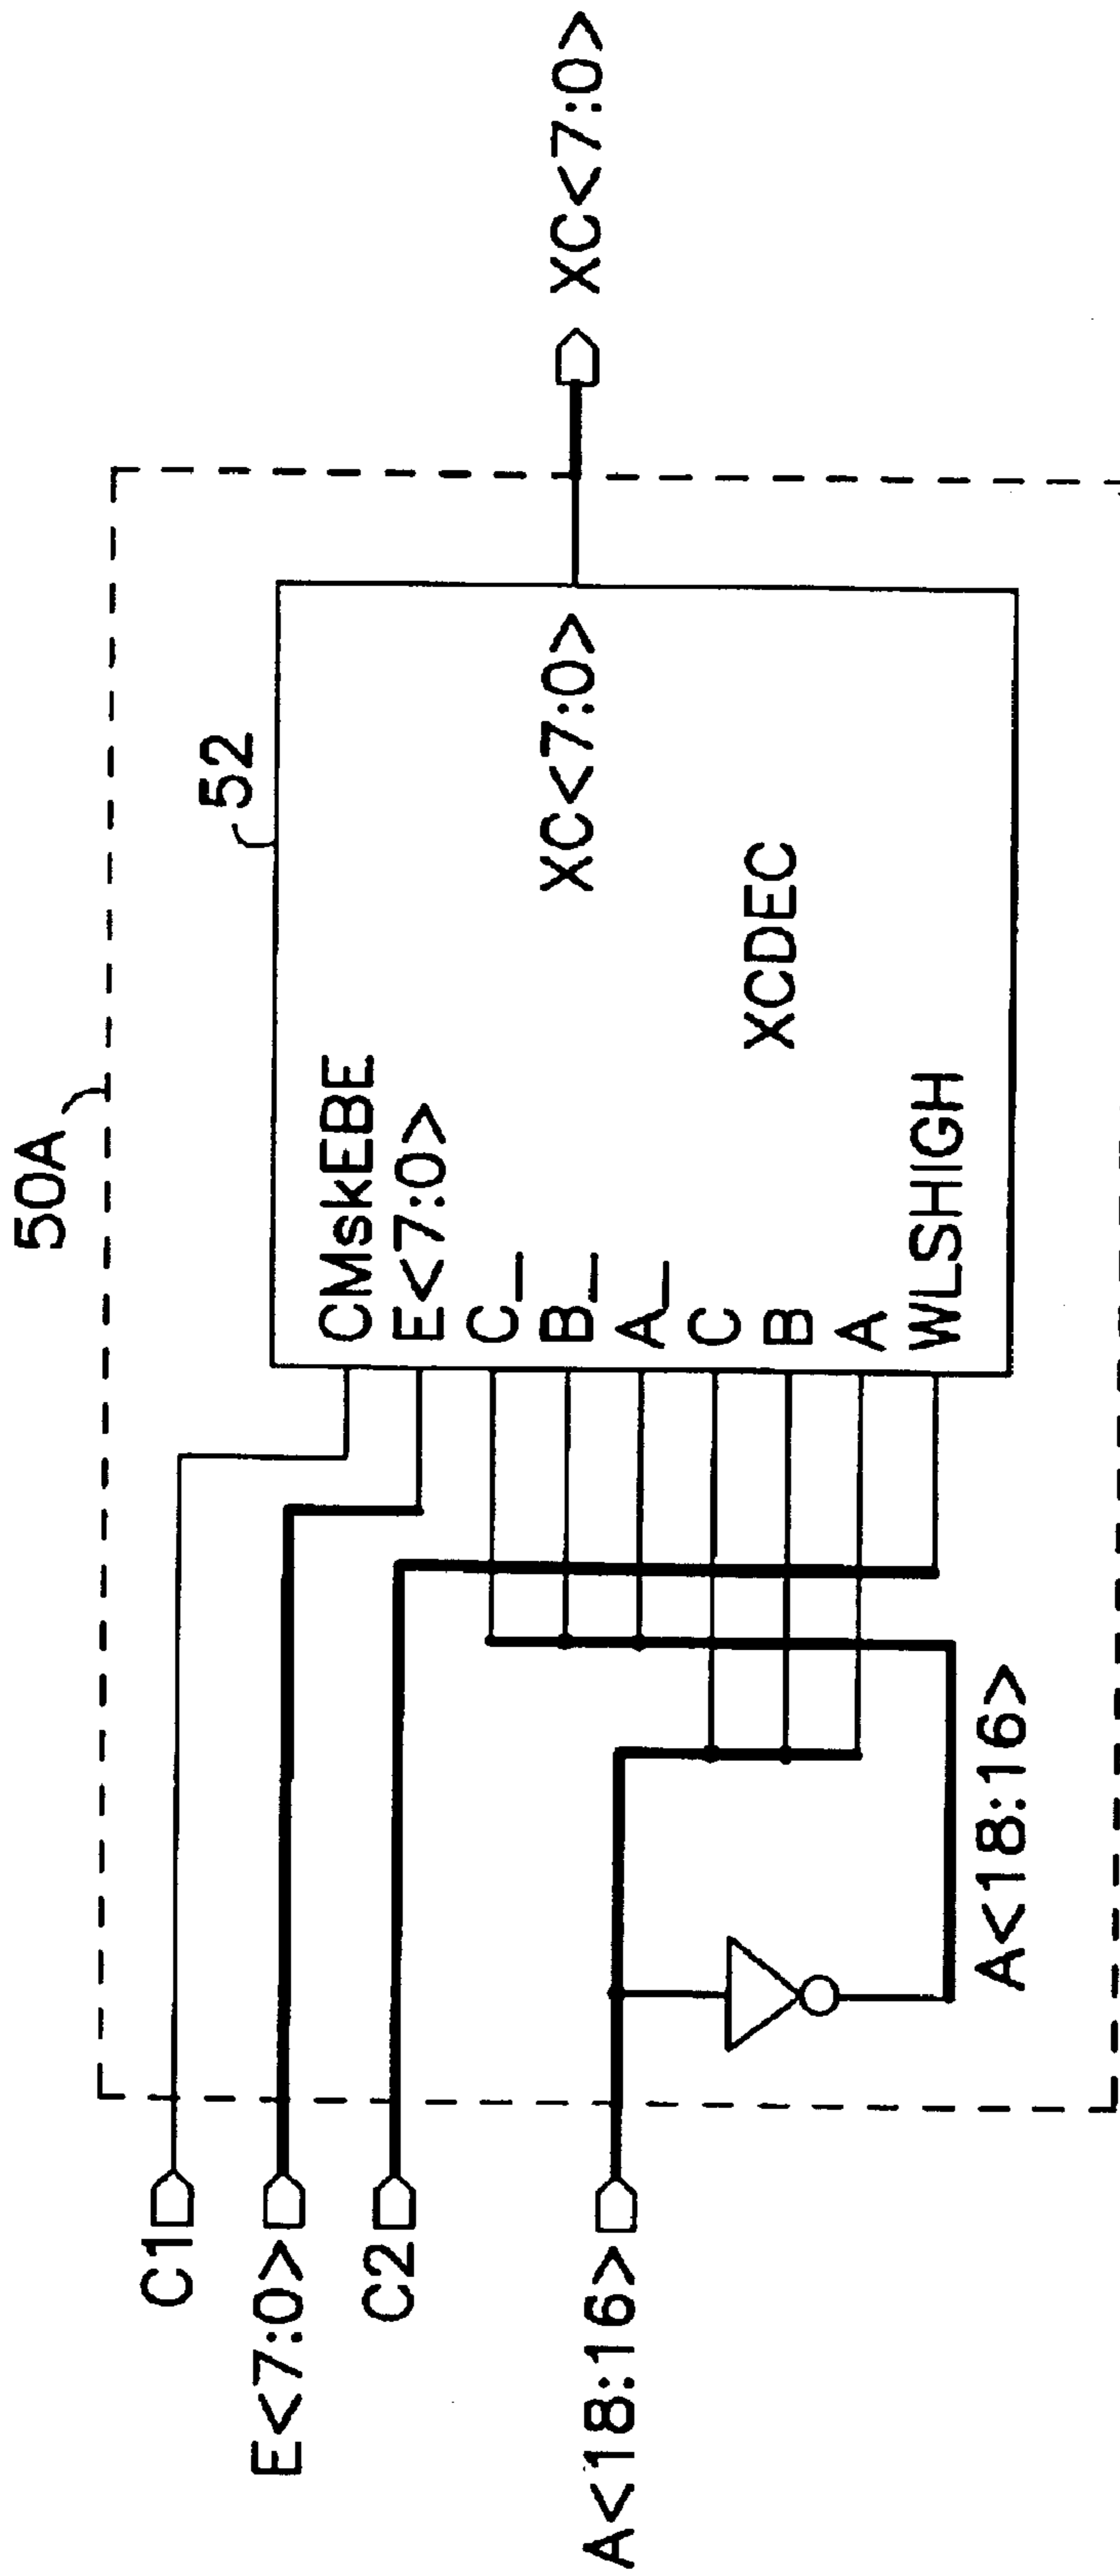 50A
52
C1
E<7:0>
C2
A<18:16>
CMskEBE
E<7:0>
C_
B_
A_
C
B
A
WLSHIGH
XC<7:0>
XCDEC
XC<7:0>
A<18:16>